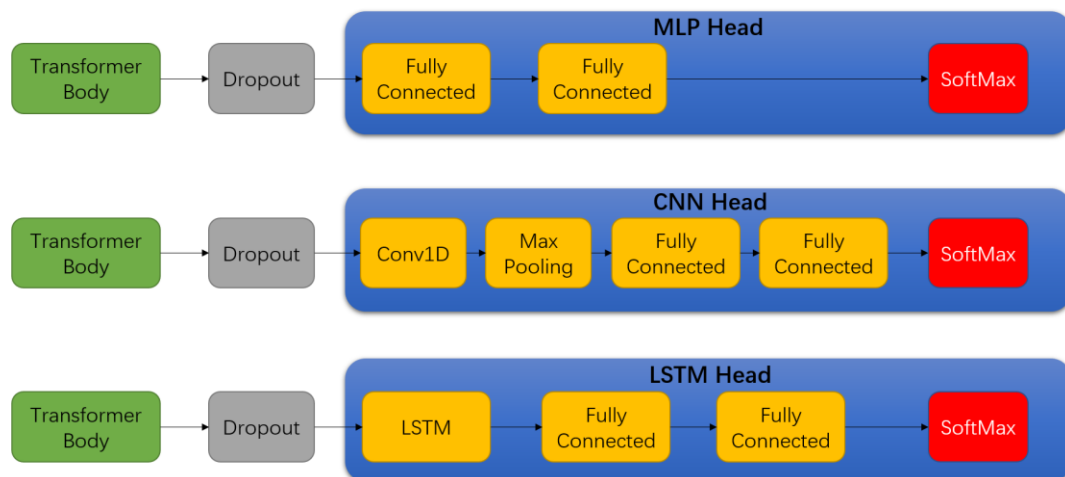 MLP Head
Transformer
Body
Dropout
Fully
Connected
Fully
Connected
SoftMax
CNN Head
Transformer
Body
Dropout
Conv1D
Max
Pooling
Fully
Connected
Fully
Connected
SoftMax
LSTM Head
Transformer
Body
Dropout
LSTM
Fully
Connected
Fully
Connected
SoftMax